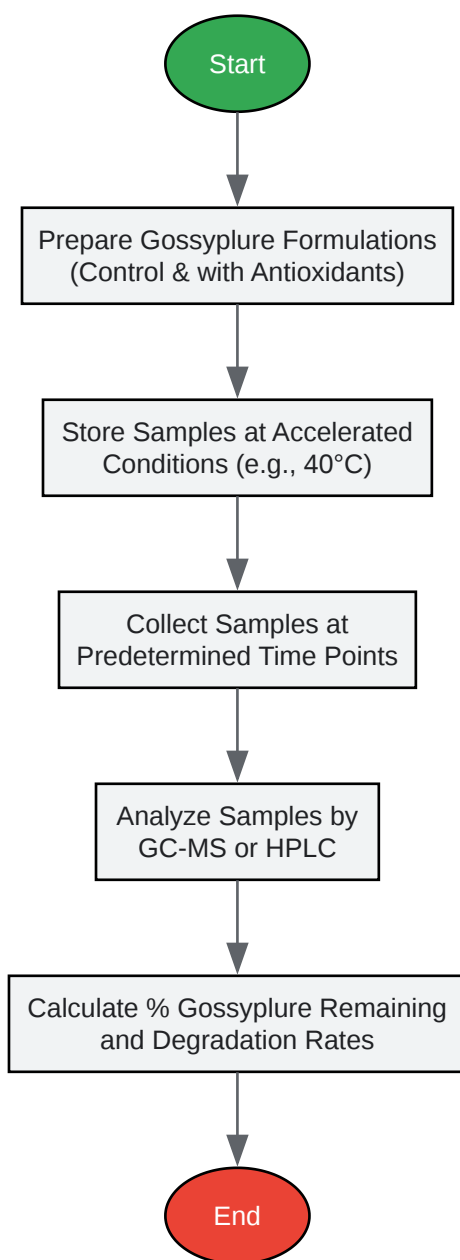 Start
Prepare Gossyplure Formulations
(Control & with Antioxidants)
Store Samples at Accelerated
Conditions (e.g., 40°C)
Collect Samples at
Predetermined Time Points
Analyze Samples by
GC-MS or HPLC
Calculate % Gossyplure Remaining
and Degradation Rates
End